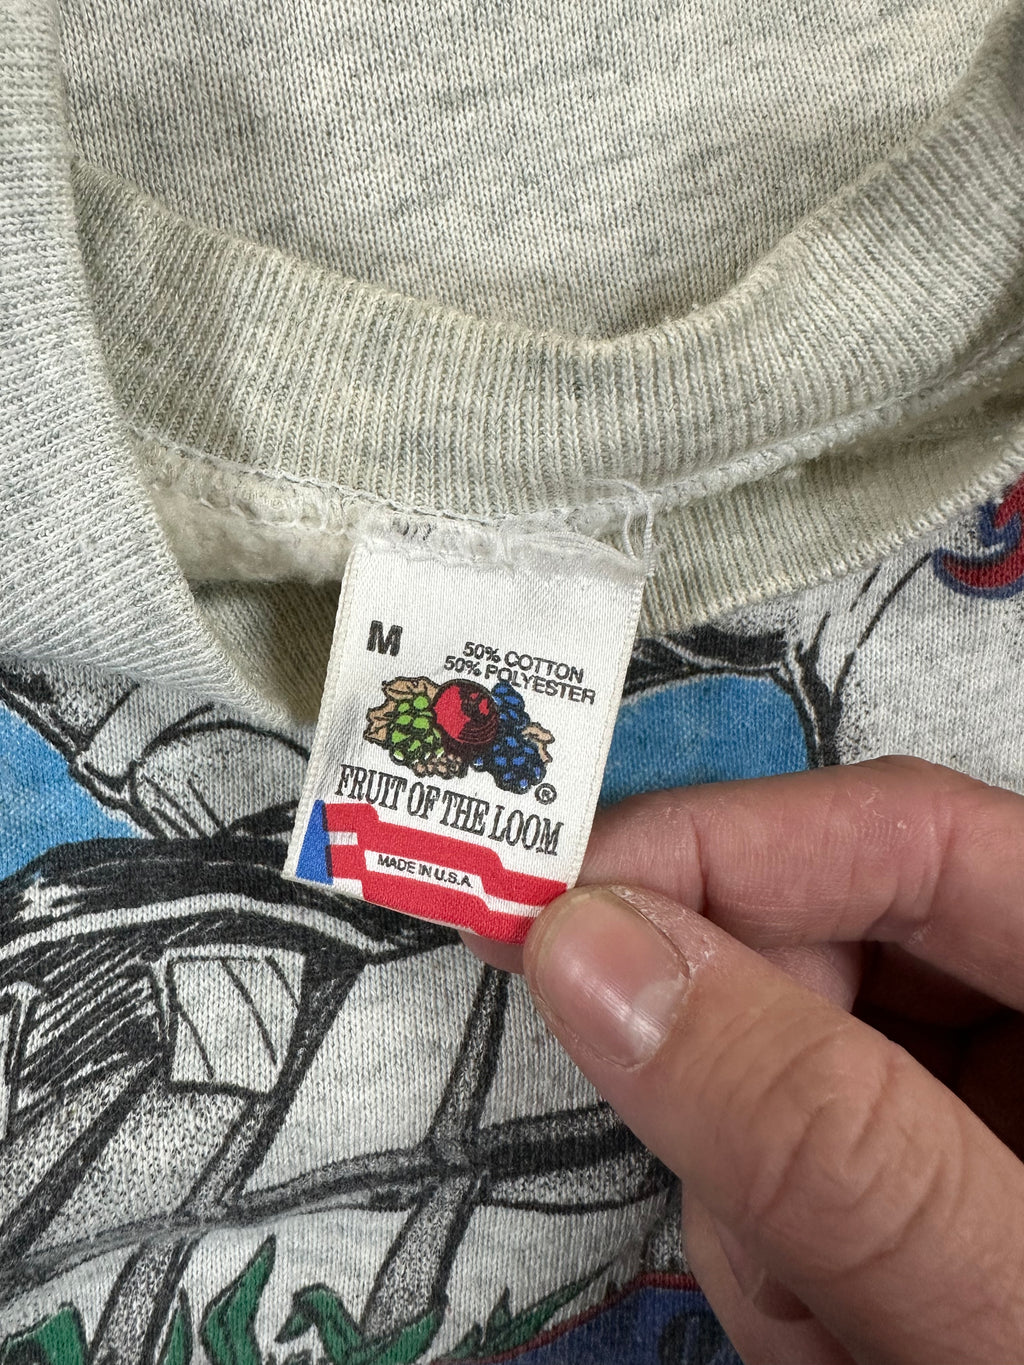 M
50% COTTON
50% POLYESTER
®
FRUIT OF THE LOOM
MADE IN U.S.A.